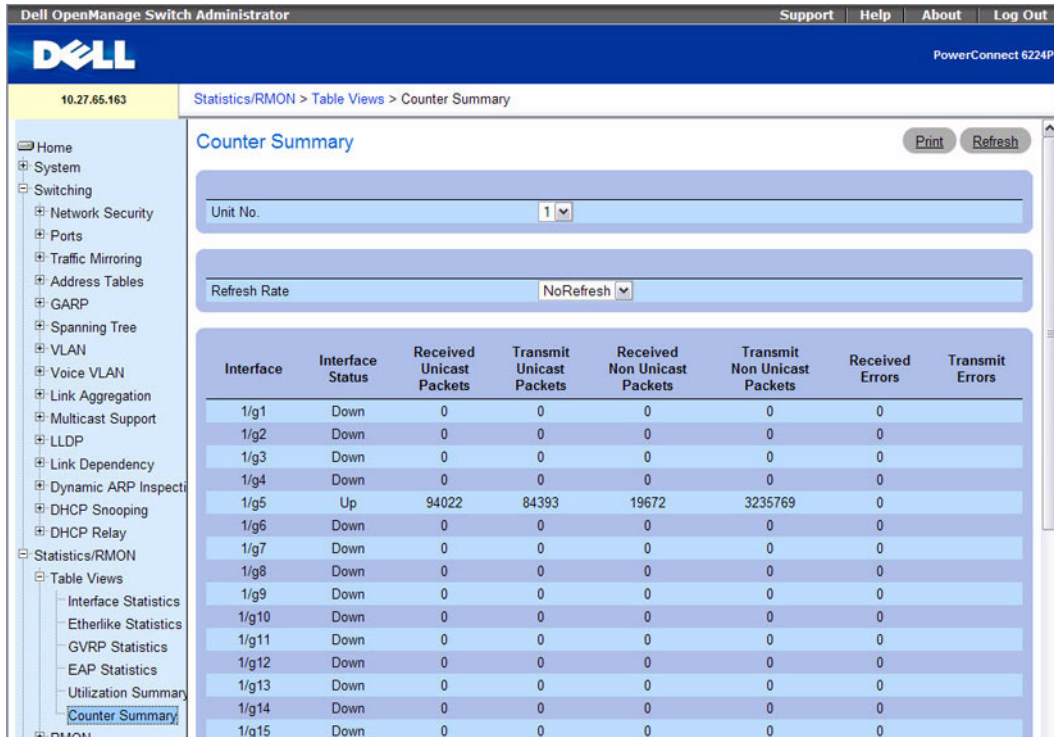 Dell OpenManage Switch Administrator
Support Help About Log Out
DELL
PowerConnect 6224P
10.27.65.163
Statistics/RMON > Table Views > Counter Summary
Home
System
Switching
Network Security
Ports
Traffic Mirroring
Address Tables
GARP
Spanning Tree
VLAN
Voice VLAN
Link Aggregation
Multicast Support
LLDP
Link Dependency
Dynamic ARP Inspecti
DHCP Snooping
DHCP Relay
Statistics/RMON
Table Views
Interface Statistics
Etherlike Statistics
GVRP Statistics
EAP Statistics
Utilization Summary
Counter Summary
RMON
Counter Summary
Print Refresh
Unit No. 1
Refresh Rate NoRefresh
Interface Interface Status Received Unicast Packets Transmit Unicast Packets Received Non Unicast Packets Transmit Non Unicast Packets Received Errors Transmit Errors
1/g1 Down 0 0 0 0 0
1/g2 Down 0 0 0 0 0
1/g3 Down 0 0 0 0 0
1/g4 Down 0 0 0 0 0
1/g5 Up 94022 84393 19672 3235769 0
1/g6 Down 0 0 0 0 0
1/g7 Down 0 0 0 0 0
1/g8 Down 0 0 0 0 0
1/g9 Down 0 0 0 0 0
1/g10 Down 0 0 0 0 0
1/g11 Down 0 0 0 0 0
1/g12 Down 0 0 0 0 0
1/g13 Down 0 0 0 0 0
1/g14 Down 0 0 0 0 0
1/g15 Down 0 0 0 0 0